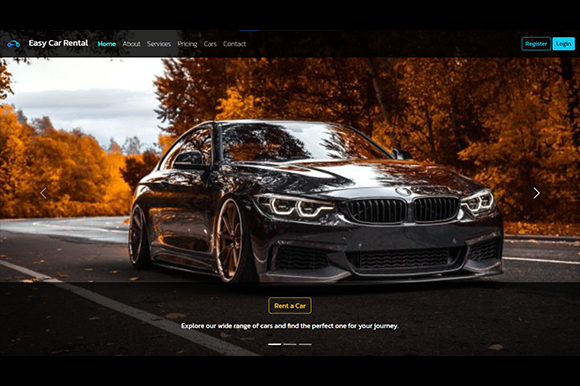 Easy Car Rental Home About Services Pricing Cars Contact Register Login
Rent a Car
Explore our wide range of cars and find the perfect one for your journey.